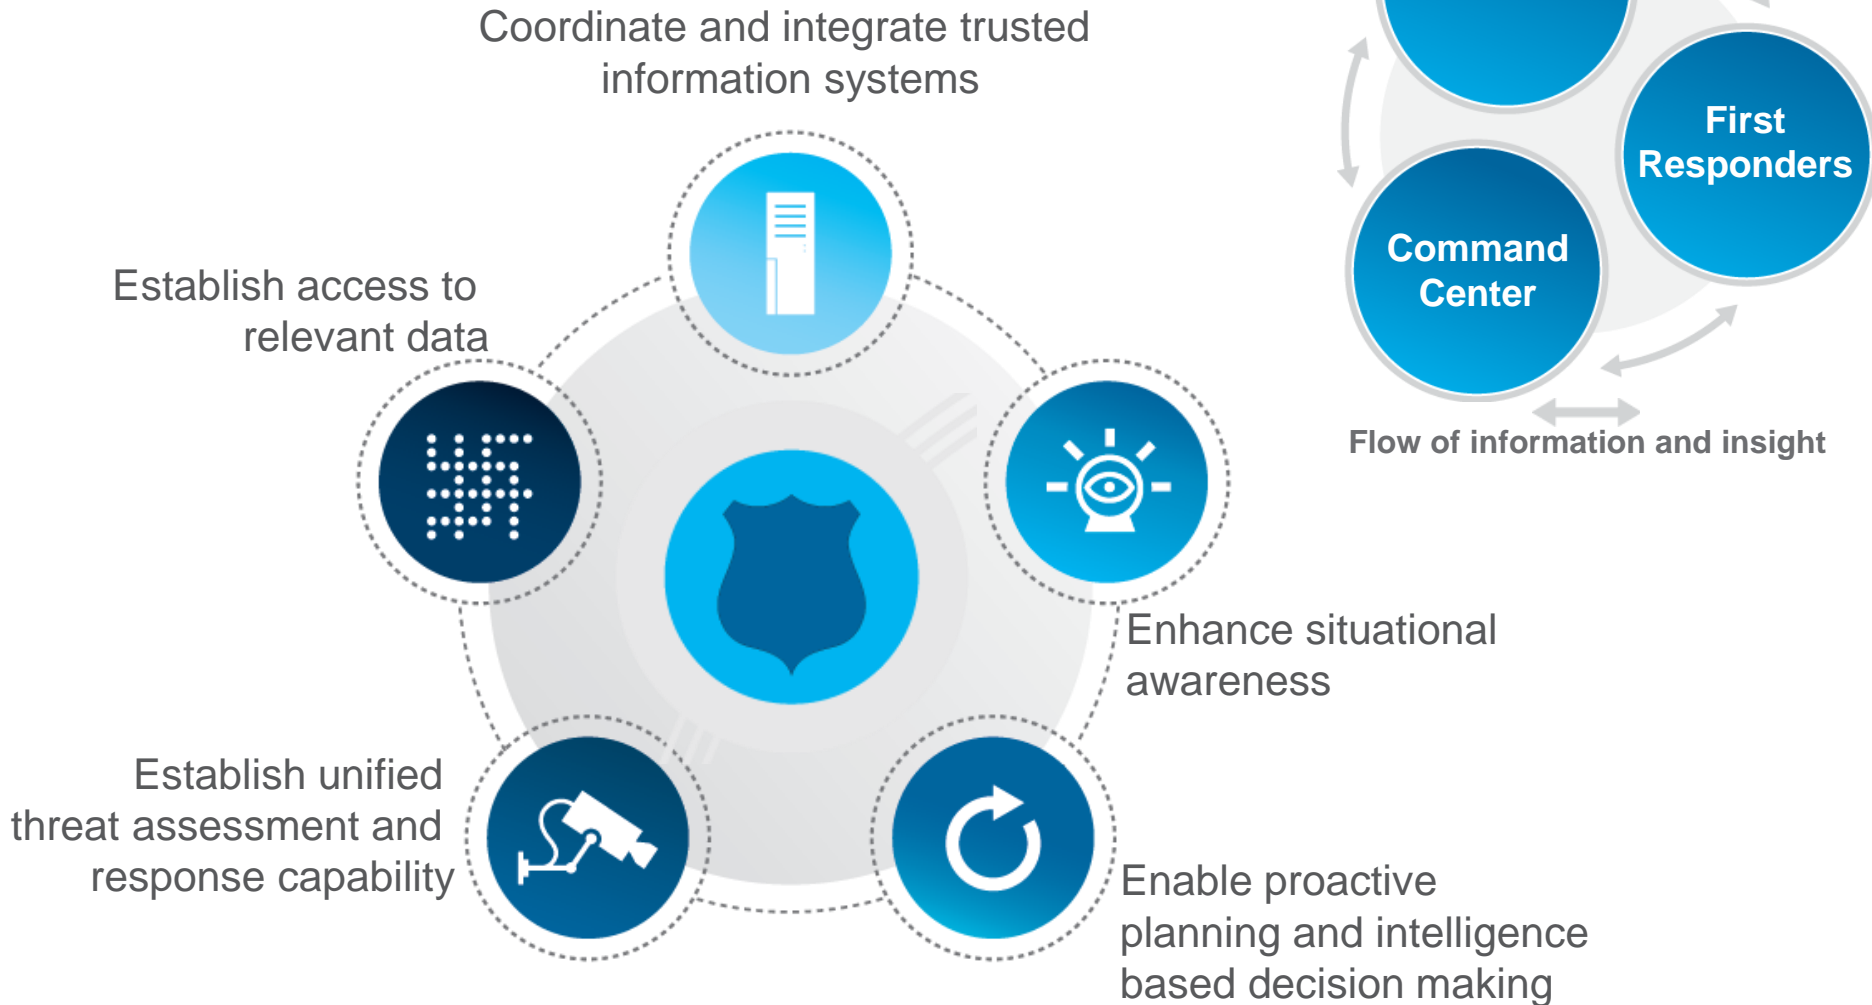 Coordinate and integrate trusted
information systems
First
Responders
Command
Center
Flow of information and insight
Establish access to
relevant data
Enhance situational
awareness
Establish unified
threat assessment and
response capability
Enable proactive
planning and intelligence
based decision making